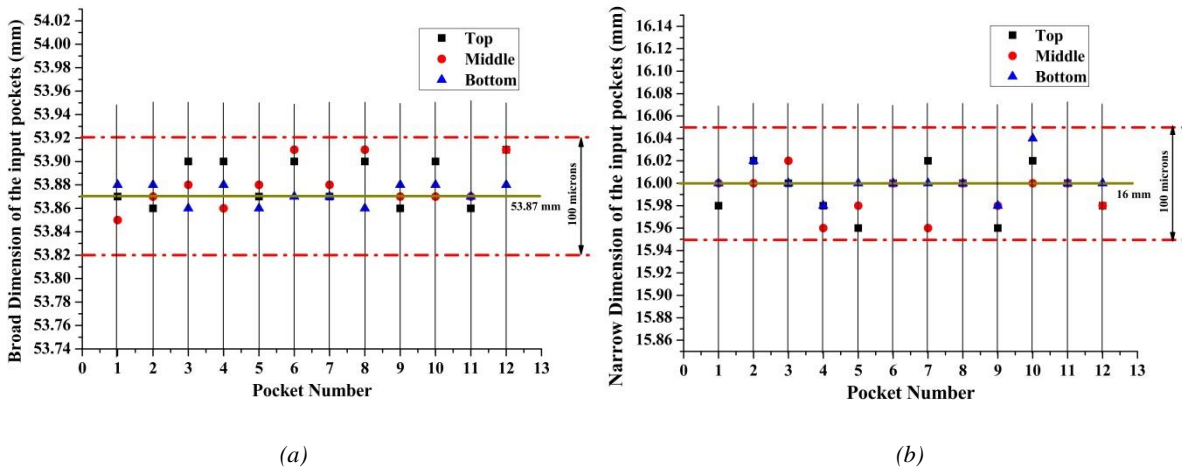 Broad Dimension of the input pockets (mm)
54.02
54.00
53.98
53.96
53.94
53.92
53.90
53.88
53.86
53.84
53.82
53.80
53.78
53.76
53.74
Top
Middle
Bottom
53.87 mm
100 microns
0 1 2 3 4 5 6 7 8 9 10 11 12 13
Pocket Number
(a)
Narrow Dimension of the input pockets (mm)
16.14
16.12
16.10
16.08
16.06
16.04
16.02
16.00
15.98
15.96
15.94
15.92
15.90
15.88
15.86
Top
Middle
Bottom
16 mm
100 microns
0 1 2 3 4 5 6 7 8 9 10 11 12 13
Pocket Number
(b)